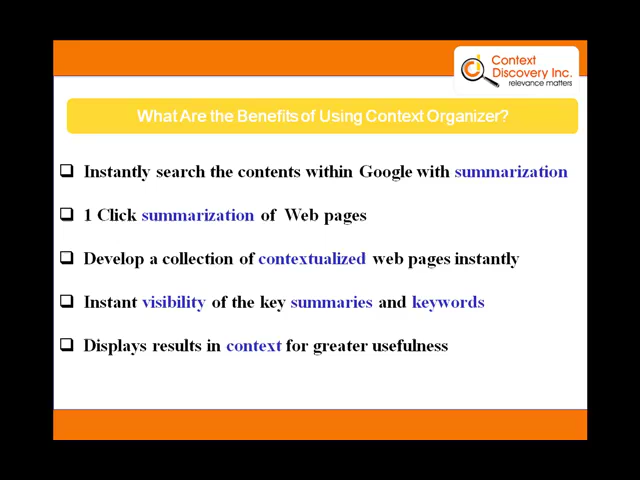 Context
Discovery Inc.
relevance matters
What Are the Benefits of Using Context Organizer?
Instantly search the contents within Google with summarization
1 Click summarization of Web pages
Develop a collection of contextualized web pages instantly
Instant visibility of the key summaries and keywords
Displays results in context for greater usefulness